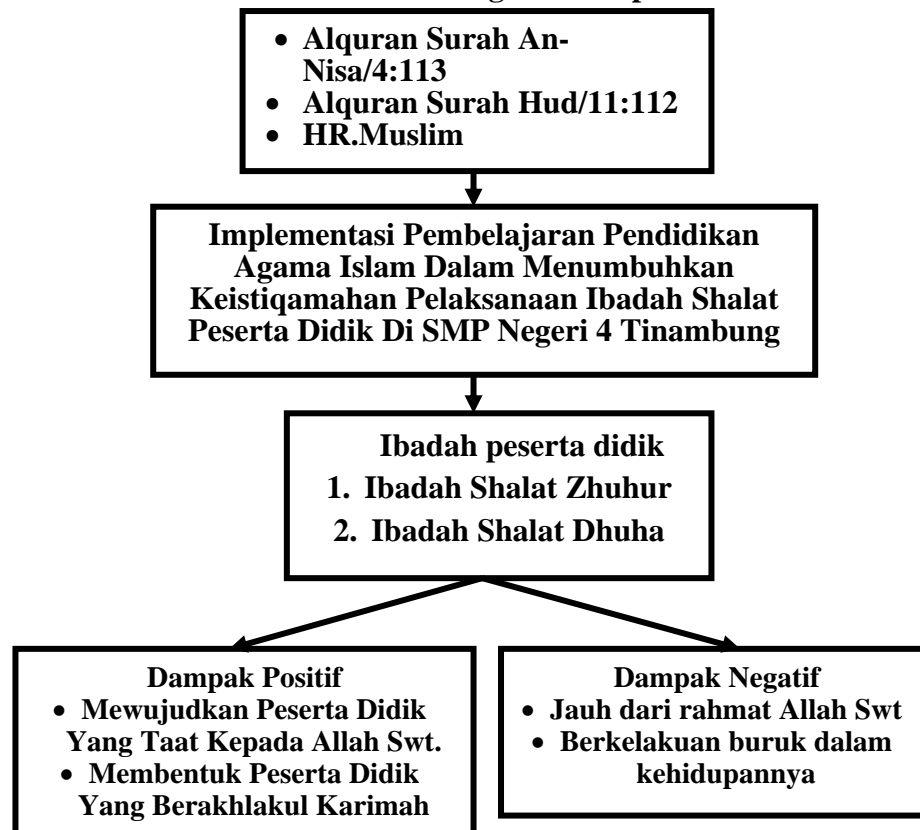 • Alquran Surah An-
Nisa/4:113
• Alquran Surah Hud/11:112
• HR.Muslim
Implementasi Pembelajaran Pendidikan
Agama Islam Dalam Menumbuhkan
Keistiqamahan Pelaksanaan Ibadah Shalat
Peserta Didik Di SMP Negeri 4 Tinambung
Ibadah peserta didik
1. Ibadah Shalat Zhuhur
2. Ibadah Shalat Dhuha
Dampak Positif
• Mewujudkan Peserta Didik
Yang Taat Kepada Allah Swt.
• Membentuk Peserta Didik
Yang Berakhlakul Karimah
Dampak Negatif
• Jauh dari rahmat Allah Swt
• Berkelakuan buruk dalam
kehidupannya